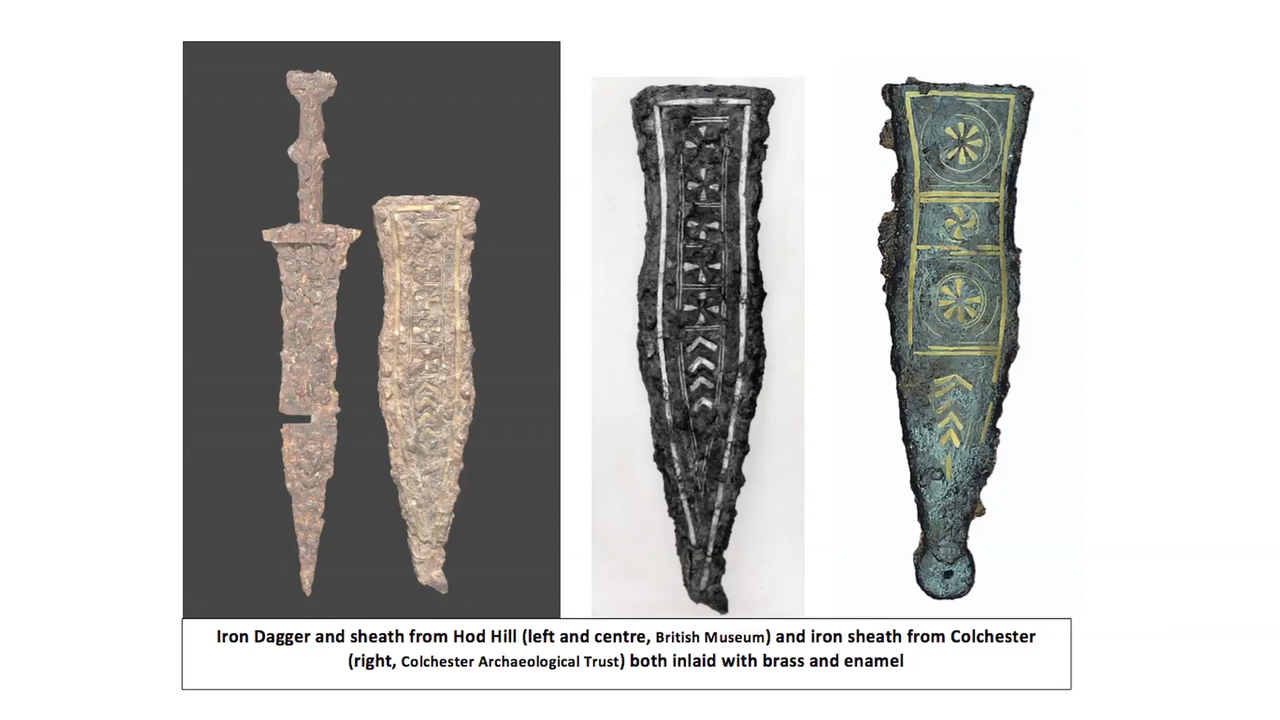 Iron Dagger and sheath from Hod Hill (left and centre, British Museum) and iron sheath from Colchester
(right, Colchester Archaeological Trust) both inlaid with brass and enamel